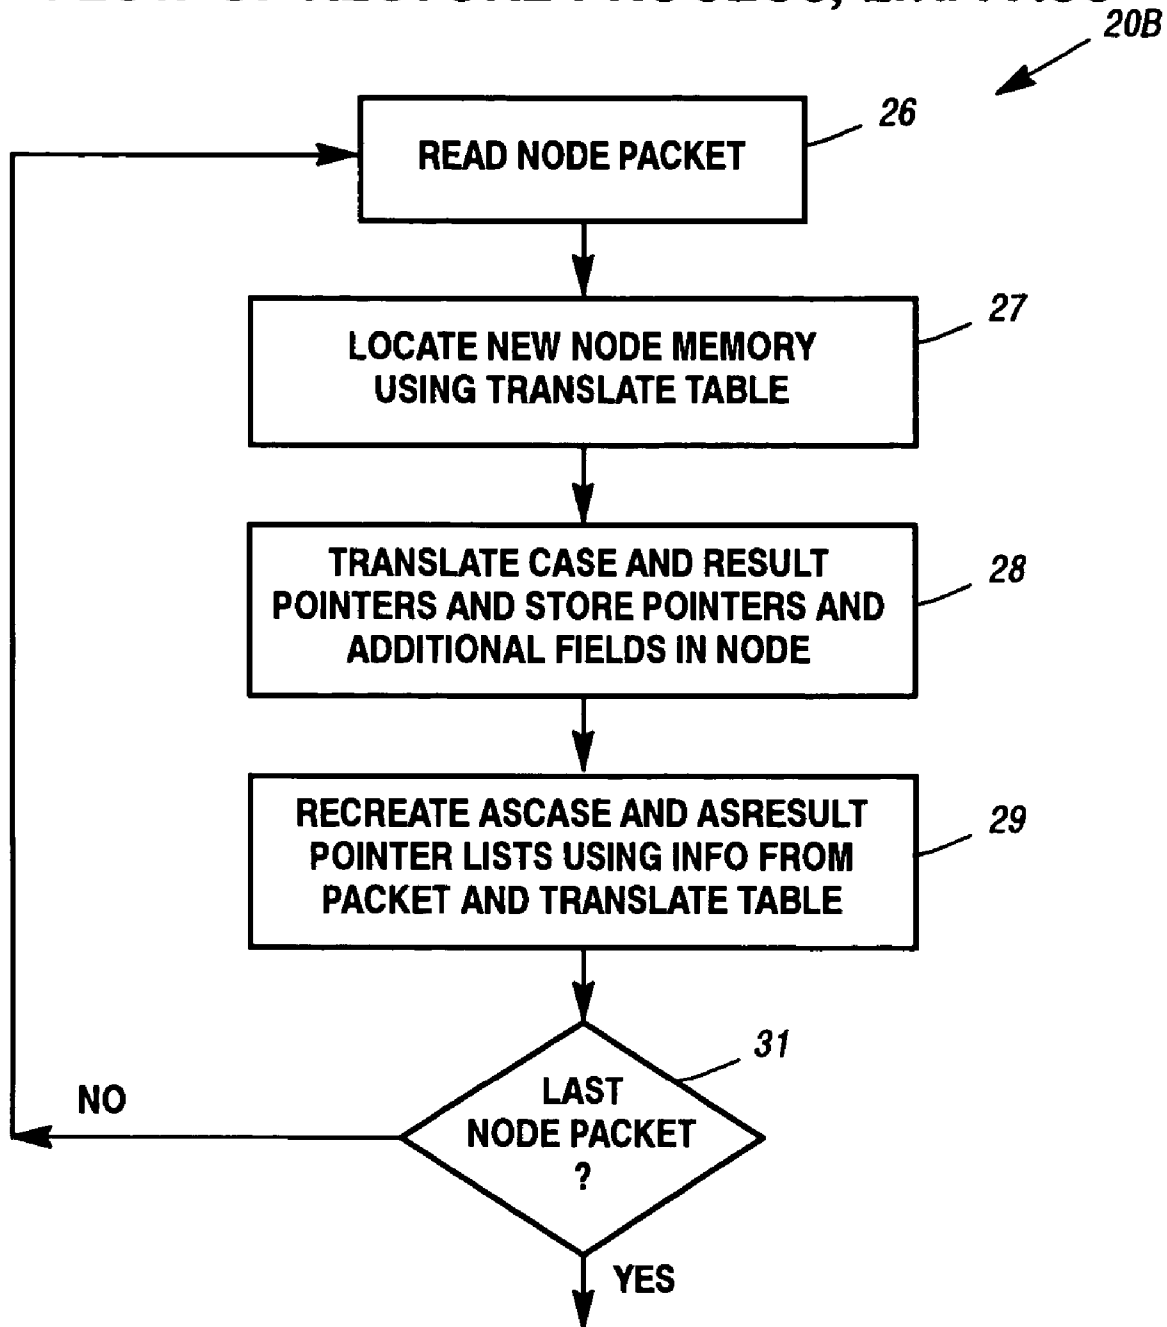 20B
26
READ NODE PACKET
27
LOCATE NEW NODE MEMORY
USING TRANSLATE TABLE
28
TRANSLATE CASE AND RESULT
POINTERS AND STORE POINTERS AND
ADDITIONAL FIELDS IN NODE
29
RECREATE ASCASE AND ASRESULT
POINTER LISTS USING INFO FROM
PACKET AND TRANSLATE TABLE
31
LAST
NODE PACKET
?
NO
YES